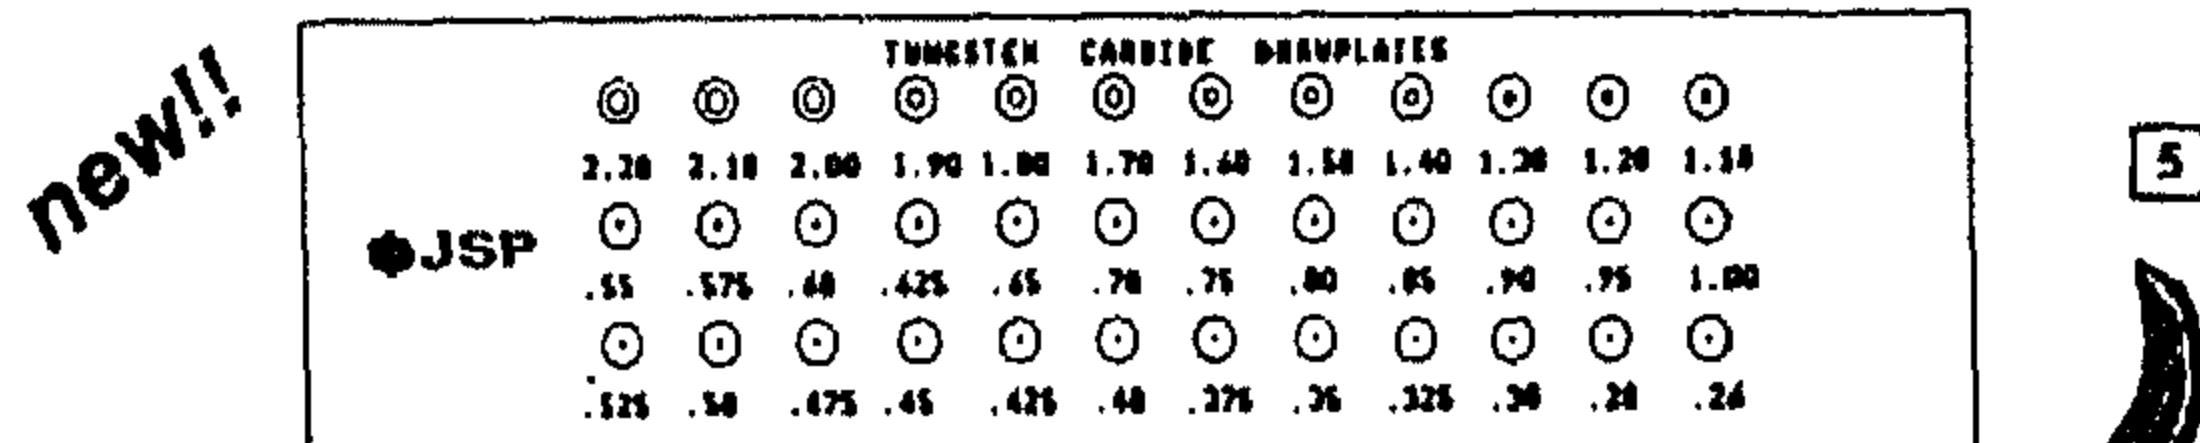 new!!
TUNGSTEN CARBIDE DRAWPLATES
2.20 2.10 2.00 1.90 1.80 1.70 1.60 1.50 1.40 1.30 1.20 1.10
JSP
.55 .575 .60 .625 .65 .70 .75 .80 .85 .90 .95 1.00
.525 .50 .475 .45 .425 .40 .375 .35 .325 .30 .28 .26
5